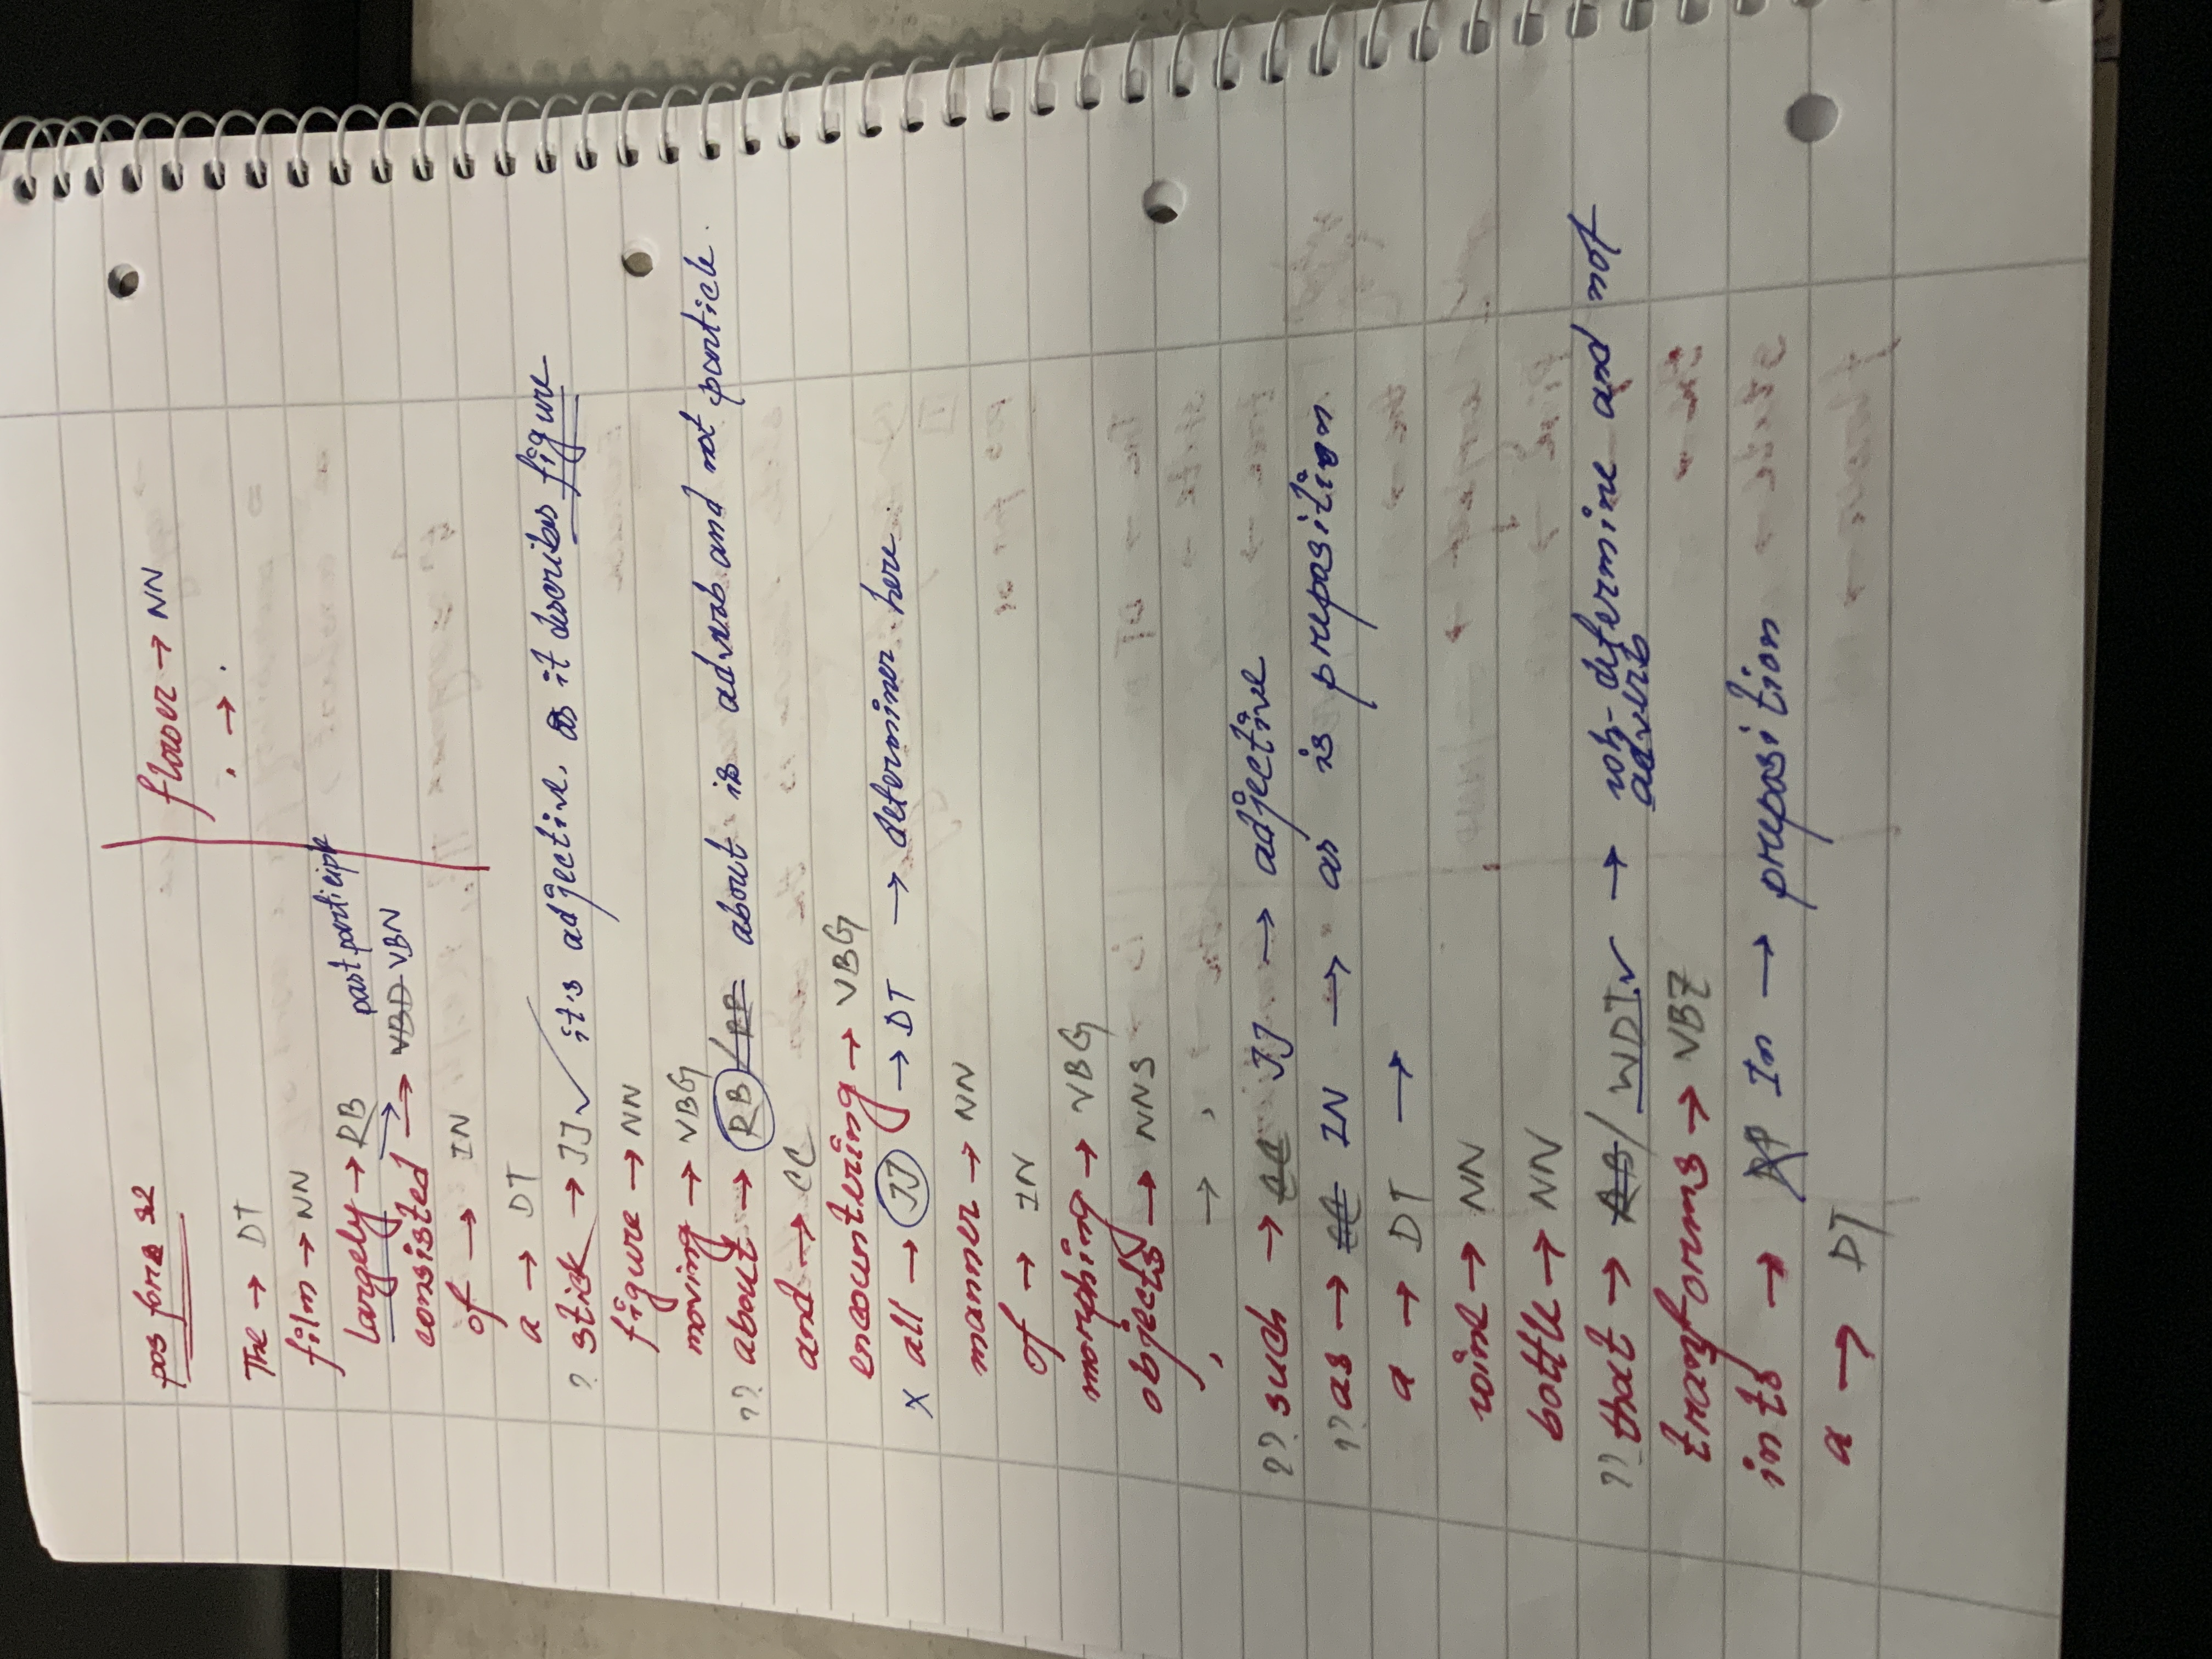 pos for s2
The → DT
film → NN
largely → RB
past participle
consisted → VBD VBN
of → IN
a → DT
? stick → JJ ✓ it's adjective, as it describes figure
figure → NN
moving → VBG
?? about → RB / RP about is adverb and not particle.
and → CC
encountering → VBG
x all → JJ → DT → determiner here.
manner → NN
of → IN
morphing → VBG
objects → NNS
, → ,
?? such → CC JJ → adjective
?? as → CC IN → as is preposition.
a → DT →
wine → NN
bottle → NN
?? that → RB / WDT ✓ → wh-determine and not
adverb
transforms → VBZ
into → RP In → preposition
a → DT
flower → NN
. → .